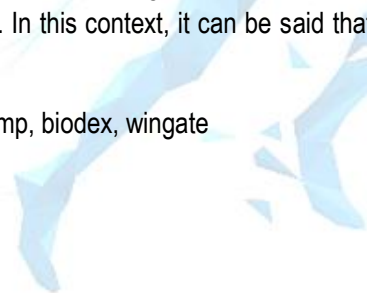 . In this context, it can be said that
mp, biodex, wingate